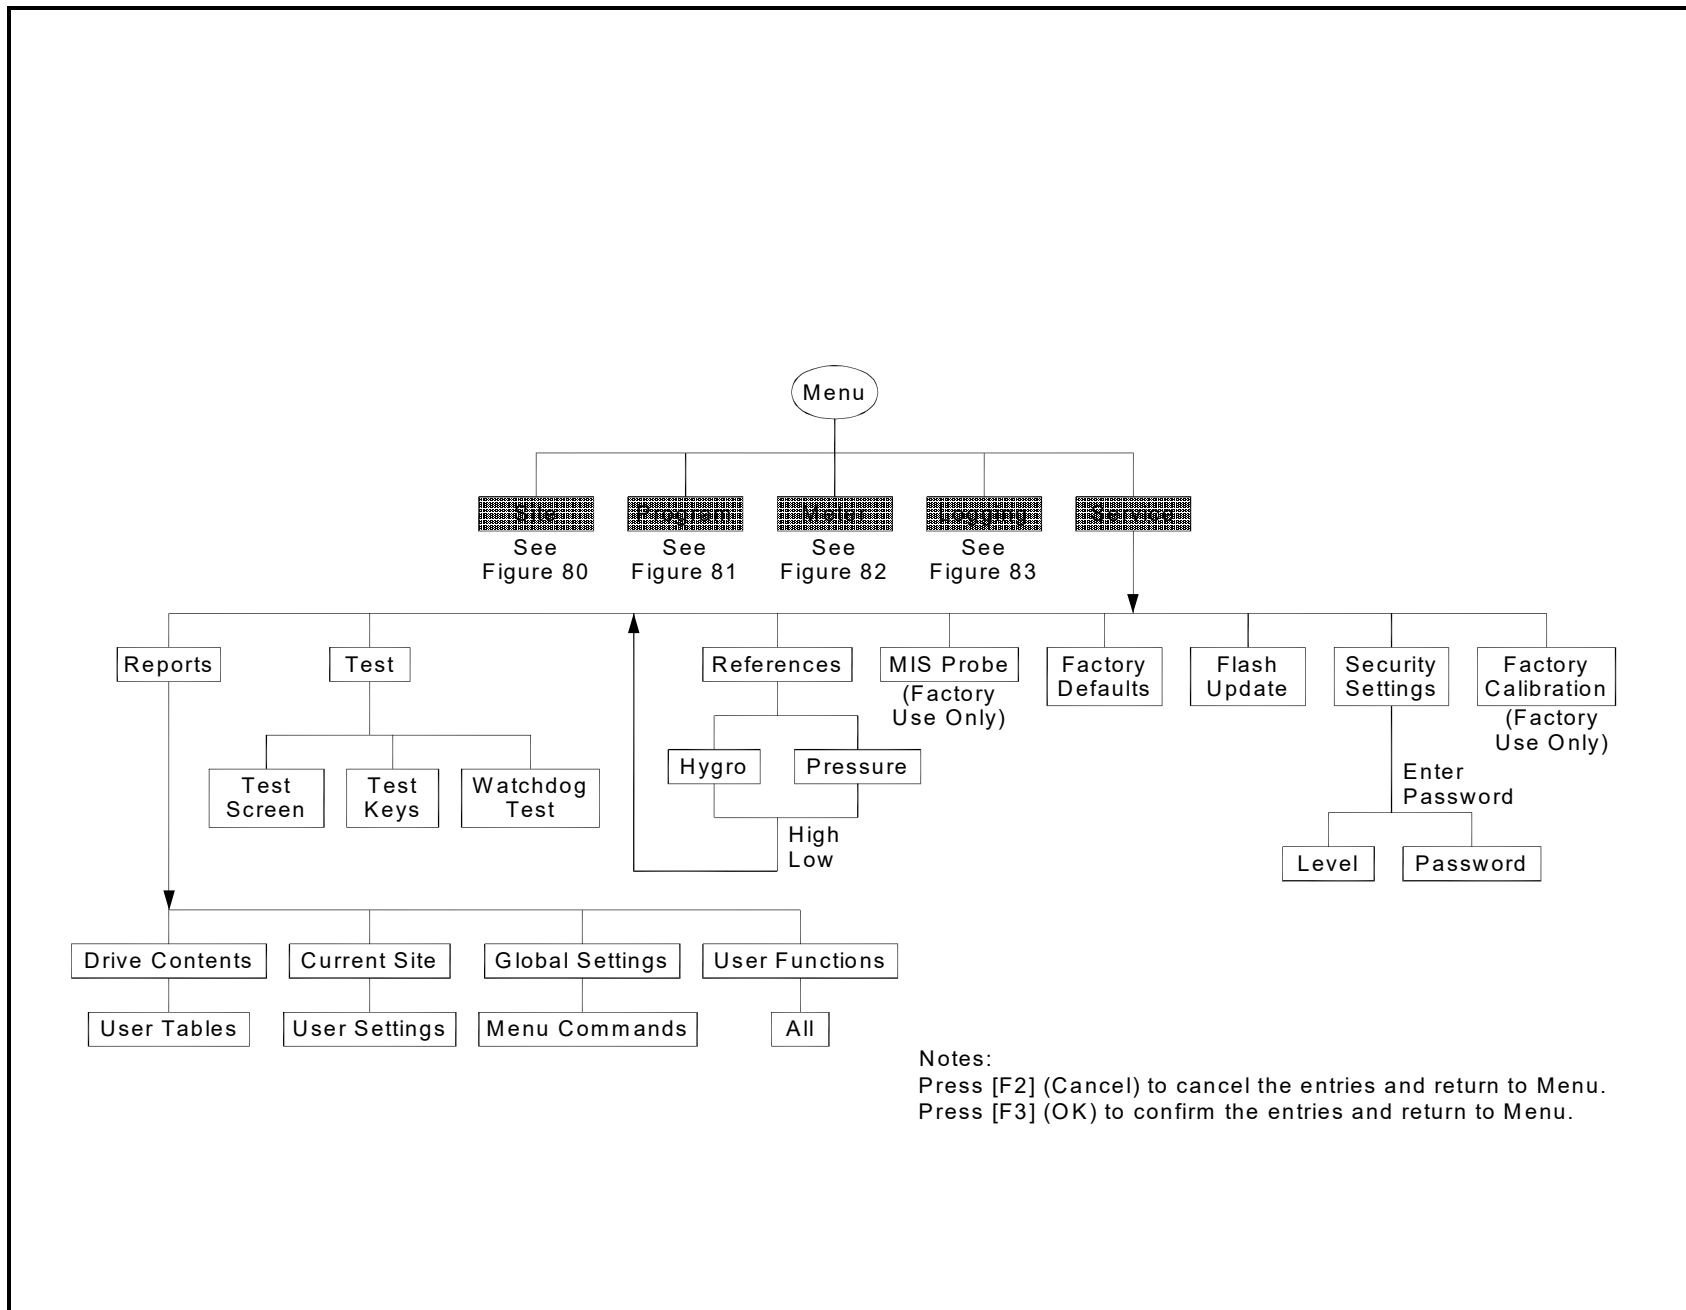 Menu
See
Figure 80
See
Figure 81
See
Figure 82
See
Figure 83
Reports
Test
References
MIS Probe
(Factory
Use Only)
Factory
Defaults
Flash
Update
Security
Settings
Factory
Calibration
(Factory
Use Only)
Test
Screen
Test
Keys
Watchdog
Test
Hygro
Pressure
High
Low
Enter
Password
Level
Password
Drive Contents
Current Site
Global Settings
User Functions
User Tables
User Settings
Menu Commands
All
Notes:
Press [F2] (Cancel) to cancel the entries and return to Menu.
Press [F3] (OK) to confirm the entries and return to Menu.